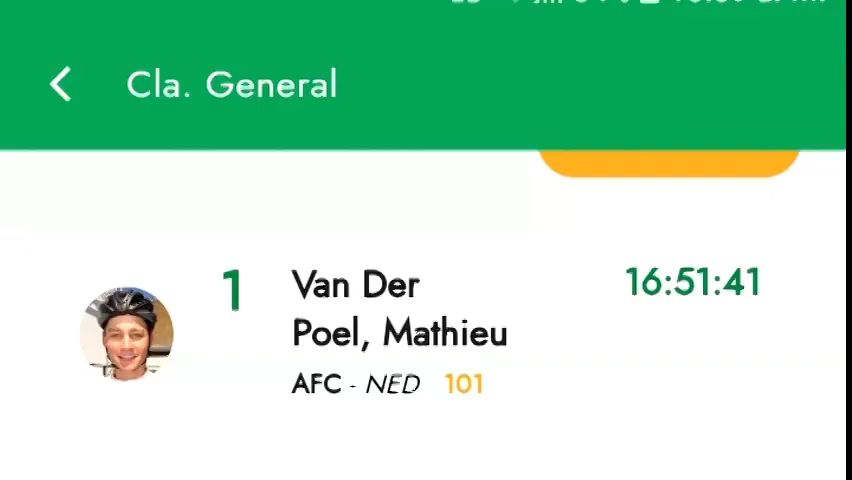 Cla. General
1
Van Der
Poel, Mathieu
16:51:41
AFC - NED 101